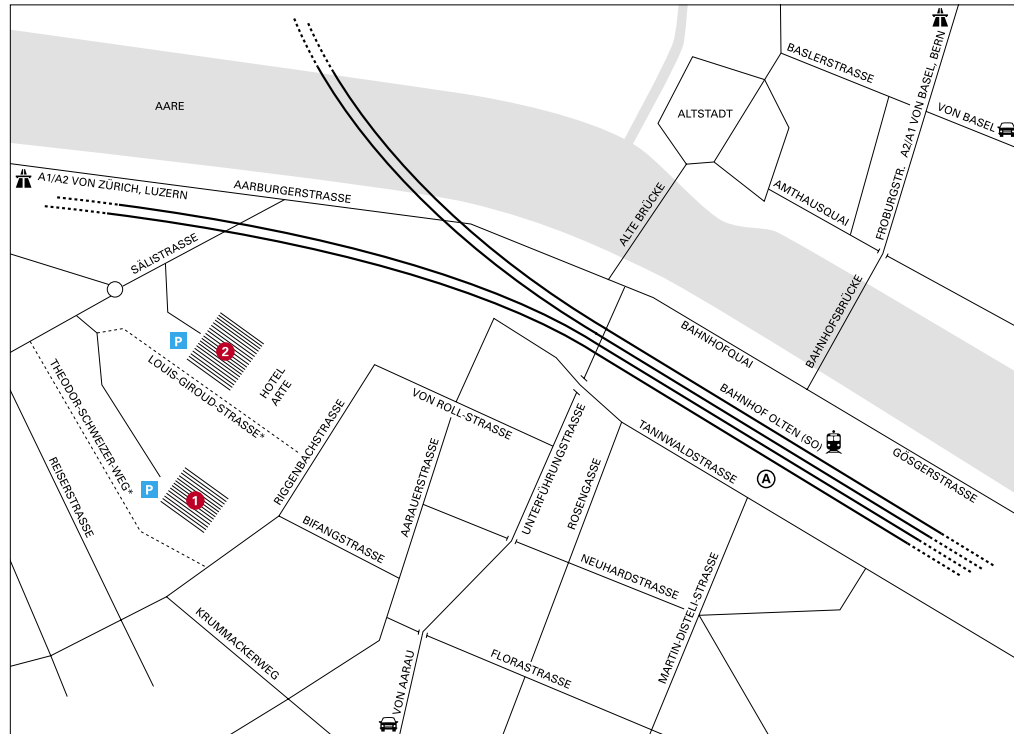 BASLERSTRASSE
FROBURGSTR.  A2/A1 VON BASEL, BERN
VON BASEL
AARE
ALTSTADT
A1/A2 VON ZÜRICH, LUZERN
AARBURGERSTRASSE
AMTHAUSQUAI
ALTE BRÜCKE
SÄLISTRASSE
BAHNHOFSBRÜCKE
P
2
BAHNHOFQUAI
HOTEL
ARTE
LOUIS-GIROUD-STRASSE*
THEODOR-SCHWEIZER-WEG*
VON ROLL-STRASSE
BAHNHOF OLTEN (SO)
GÖSGERSTRASSE
TANNWALDSTRASSE
A
RIGGENBACHSTRASSE
UNTERFÜHRUNGSTRASSE
ROSENGASSE
AARAUERSTRASSE
REISERSTRASSE
P
1
BIFANGSTRASSE
NEUHARDSTRASSE
MARTIN-DISTELI-STRASSE
KRUMMACKERWEG
FLORASTRASSE
VON AARAU